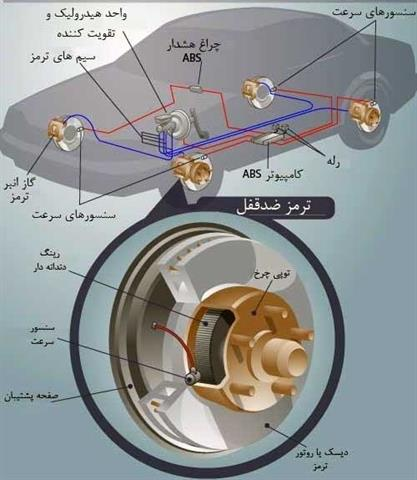 سنسورهای سرعت
واحد هیدرولیک و
تقویت کننده
چراغ هشدار
ABS
سیم های ترمز
رله
کامپیوتر ABS
گاز انبر
ترمز
سنسورهای سرعت
ترمز ضدقفل
رینگ
دندانه دار
توپی چرخ
سنسور
سرعت
صفحه پشتیبان
دیسک یا روتور
ترمز